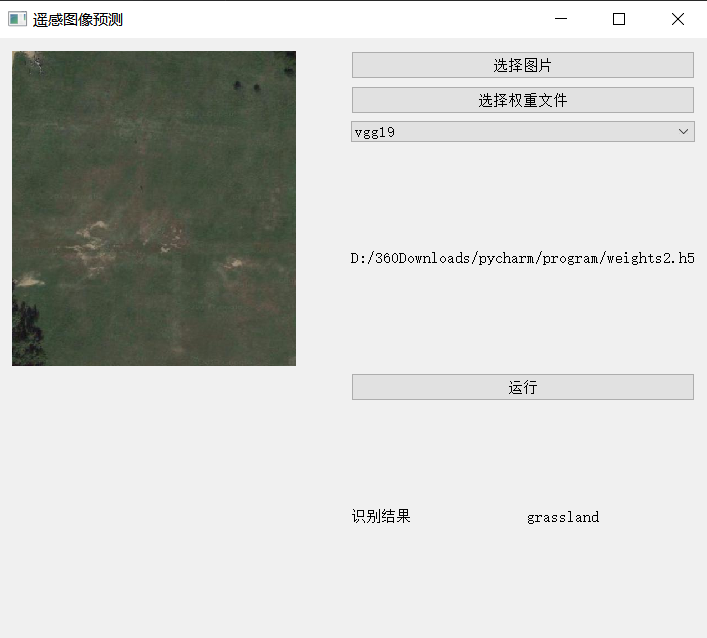 遥感图像预测
选择图片
选择权重文件
vgg19
D:/360Downloads/pycharm/program/weights2.h5
运行
识别结果 grassland